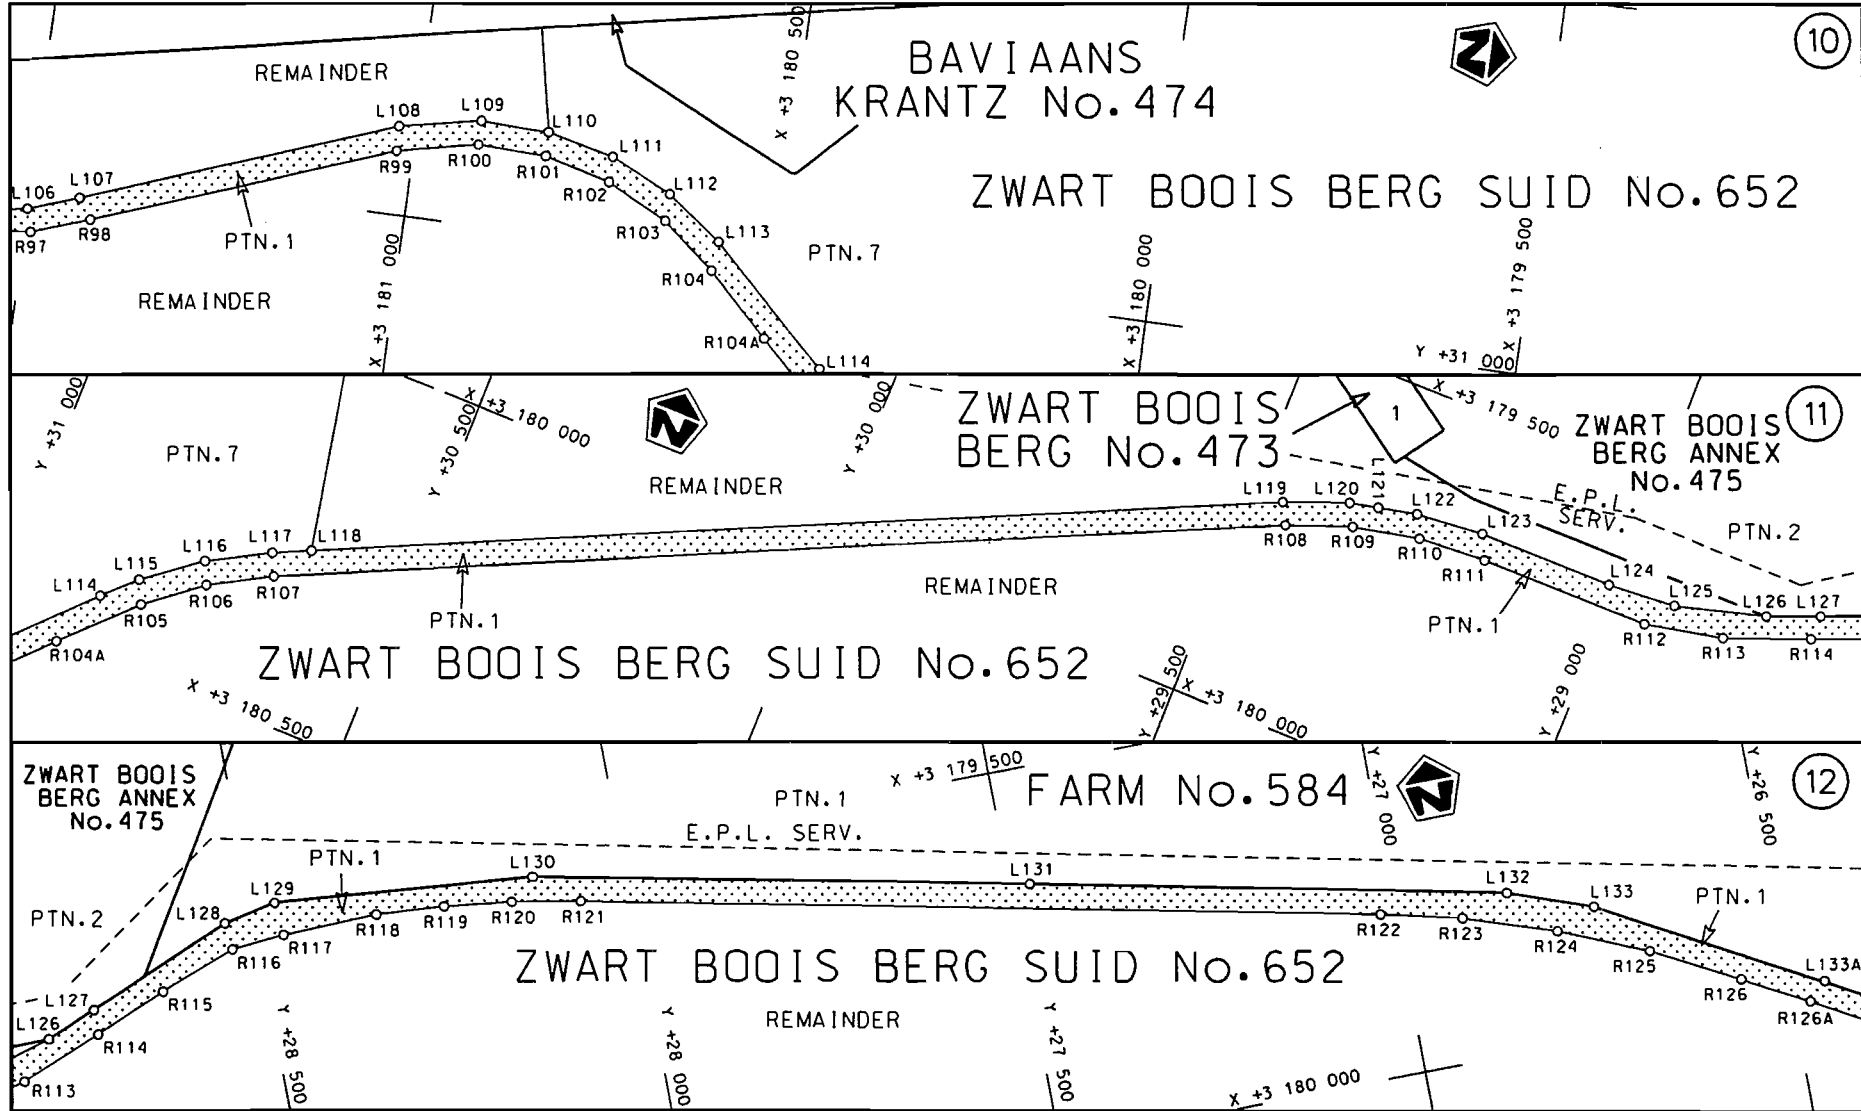 10
BAVIAANS
KRANTZ No.474
ZWART BOOIS BERG SUID No.652
REMAINDER
X +3 180 500
L106
L107
L108
L109
L110
L111
L112
L113
L114
R97
R98
R99
R100
R101
R102
R103
R104
R104A
PTN.1
PTN.7
REMAINDER
X +3 181 000
X +3 180 000
X +3 179 500
Y +31 000
11
Y +31 000
X +3 180 000
Y +30 500
Y +30 000
ZWART BOOIS
BERG No.473
1
X +3 179 500
ZWART BOOIS
BERG ANNEX
No.475
PTN.7
REMAINDER
E.P.L.
SERV.
PTN.2
L114
L115
L116
L117
L118
L119
L120
L121
L122
L123
L124
L125
L126
L127
R104A
R105
R106
R107
R108
R109
R110
R111
R112
R113
R114
PTN.1
REMAINDER
PTN.1
ZWART BOOIS BERG SUID No.652
X +3 180 500
Y +29 500
X +3 180 000
Y +29 000
12
ZWART BOOIS
BERG ANNEX
No.475
X +3 179 500
FARM No.584
Y +27 000
Y +26 500
PTN.1
E.P.L. SERV.
PTN.1
PTN.2
PTN.1
L126
L127
L128
L129
L130
L131
L132
L133
L133A
R113
R114
R115
R116
R117
R118
R119
R120
R121
R122
R123
R124
R125
R126
R126A
ZWART BOOIS BERG SUID No.652
REMAINDER
Y +28 500
Y +28 000
Y +27 500
X +3 180 000